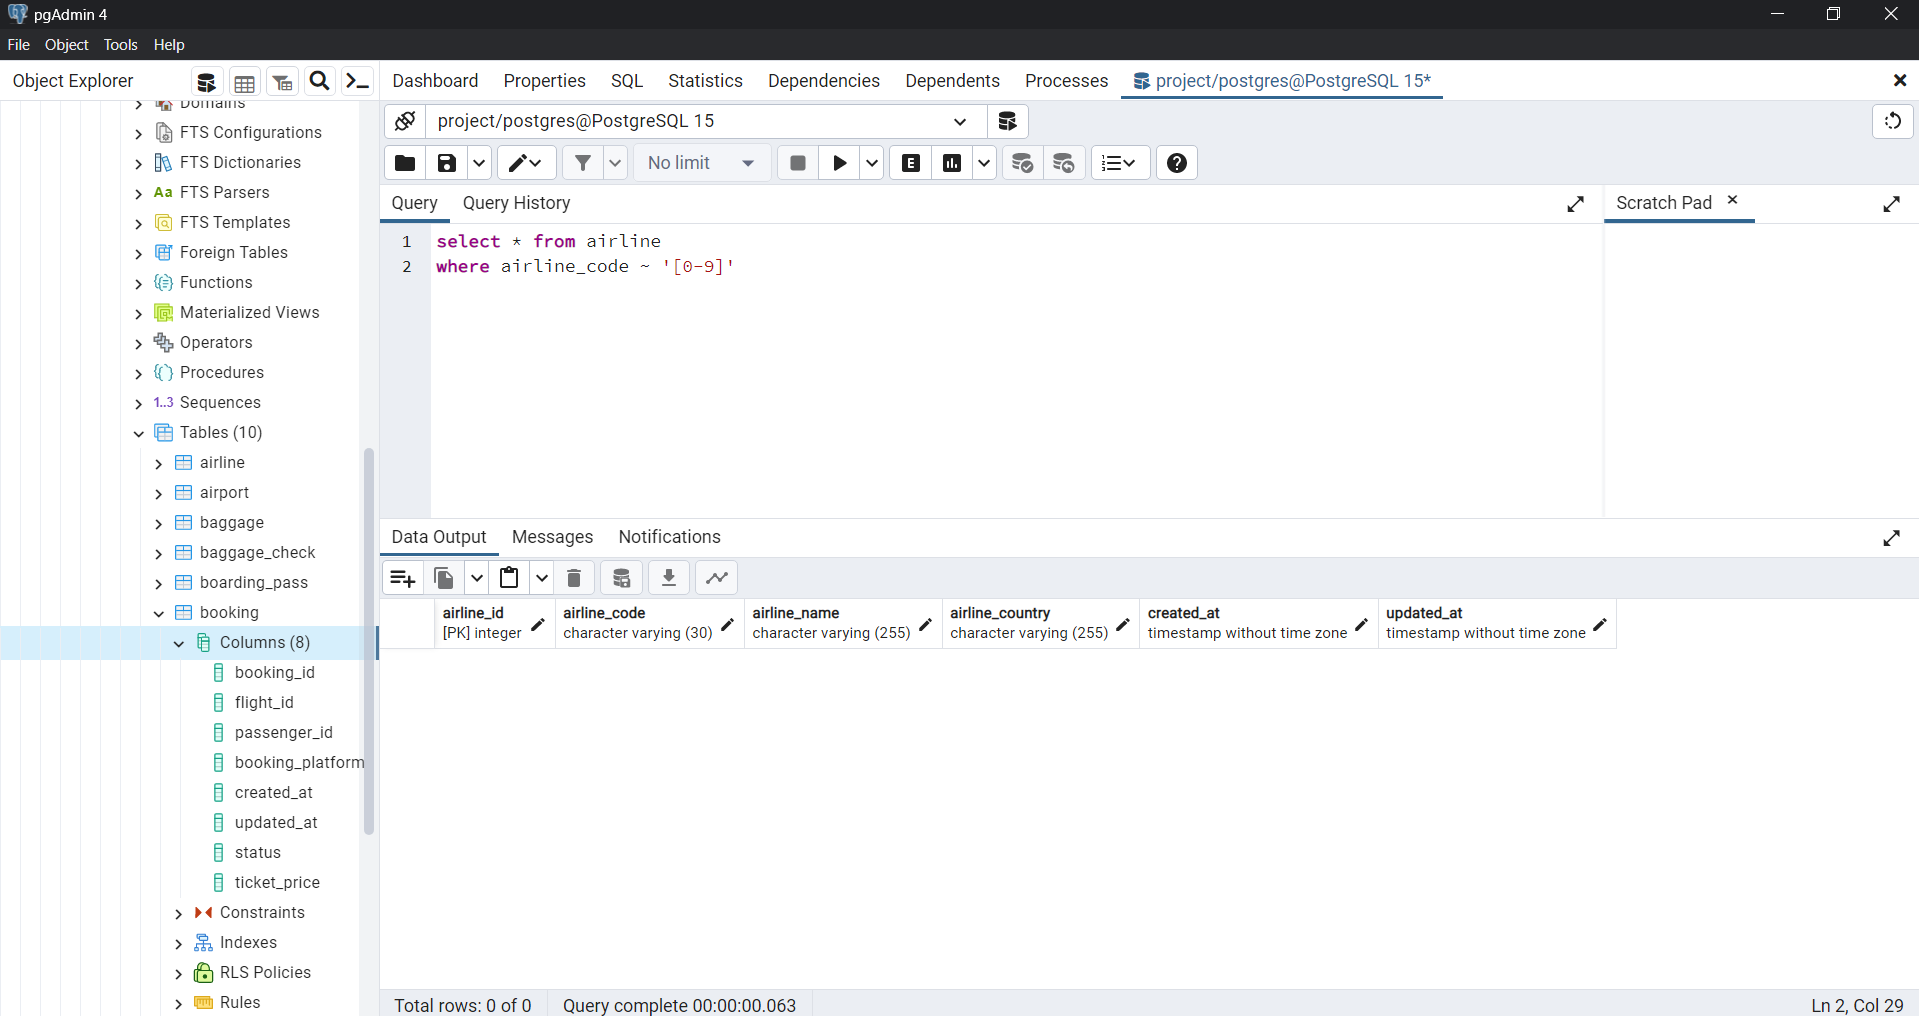 pgAdmin 4
File Object Tools Help
Object Explorer
Dashboard Properties SQL Statistics Dependencies Dependents Processes project/postgres@PostgreSQL 15*
project/postgres@PostgreSQL 15
No limit
E
Query Query History
Scratch Pad
1 select * from airline
2 where airline_code ~ '[0-9]'
Domains
FTS Configurations
FTS Dictionaries
Aa FTS Parsers
FTS Templates
Foreign Tables
Functions
Materialized Views
Operators
Procedures
1..3 Sequences
Tables (10)
airline
airport
baggage
baggage_check
boarding_pass
booking
Columns (8)
booking_id
flight_id
passenger_id
booking_platform
created_at
updated_at
status
ticket_price
Constraints
Indexes
RLS Policies
Rules
Data Output Messages Notifications
airline_id
[PK] integer
airline_code
character varying (30)
airline_name
character varying (255)
airline_country
character varying (255)
created_at
timestamp without time zone
updated_at
timestamp without time zone
Total rows: 0 of 0 Query complete 00:00:00.063 Ln 2, Col 29